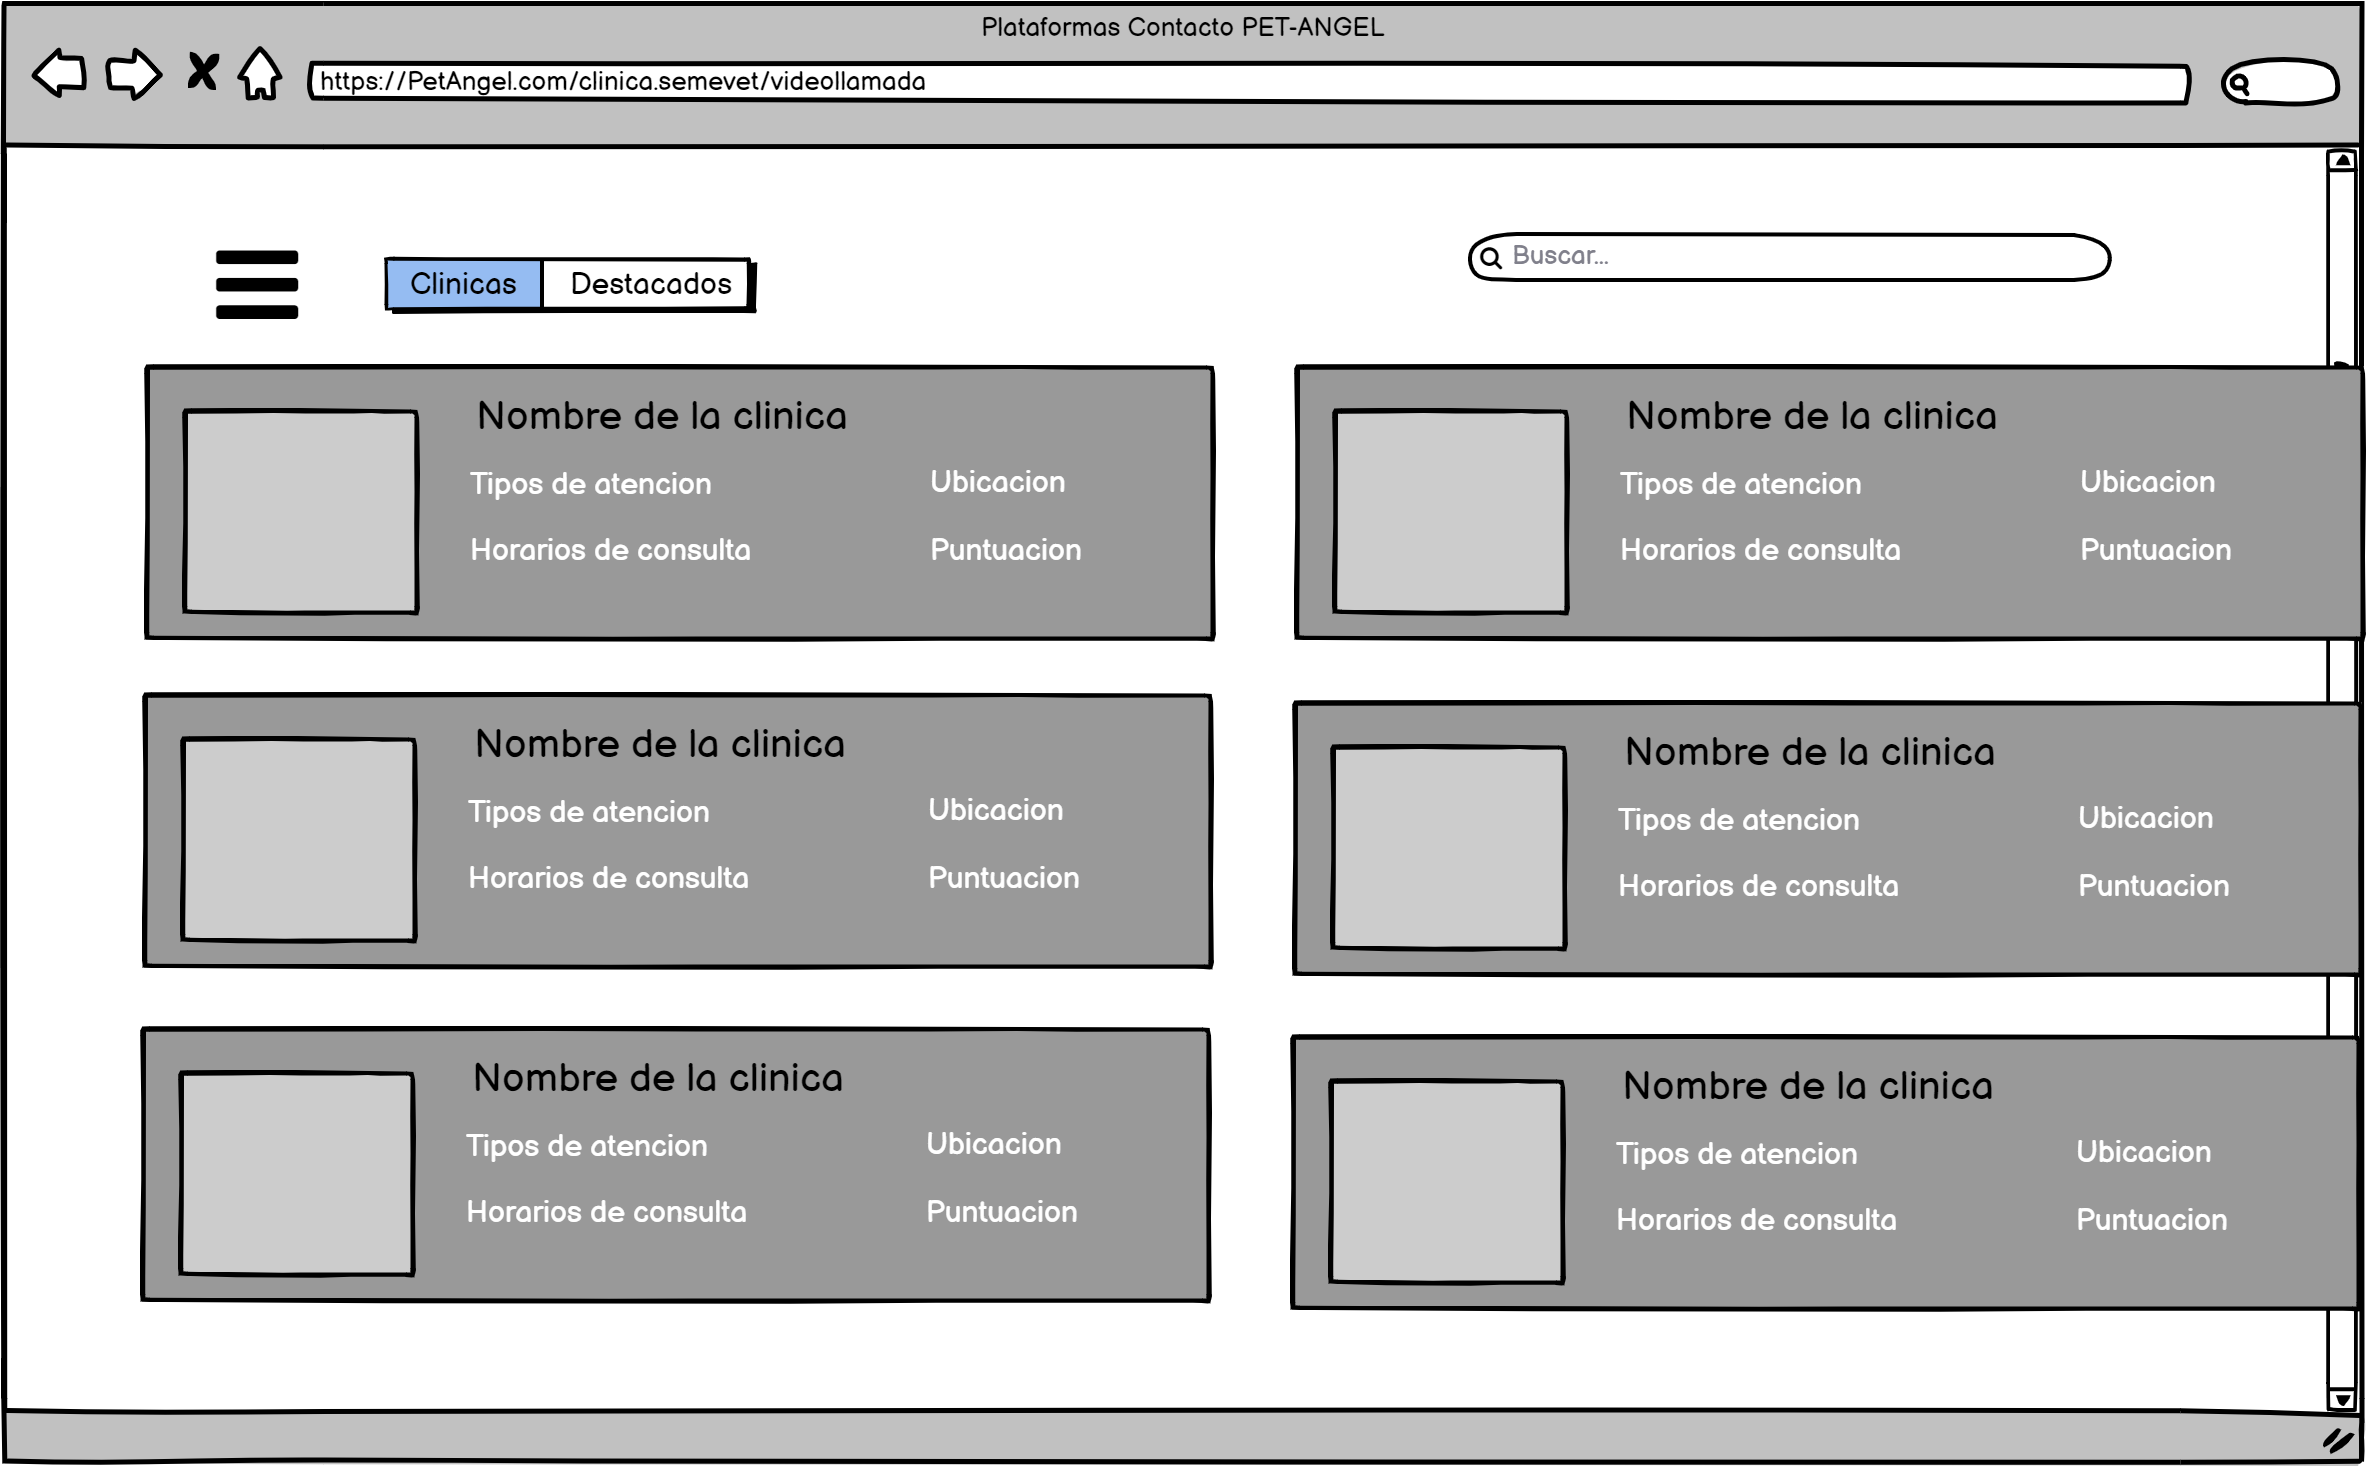 Plataformas Contacto PET-ANGEL
https://PetAngel.com/clinica.semevet/videollamada
Clinicas Destacados
Buscar...
Nombre de la clinica
Tipos de atencion Ubicacion
Horarios de consulta Puntuacion
Nombre de la clinica
Tipos de atencion Ubicacion
Horarios de consulta Puntuacion
Nombre de la clinica
Tipos de atencion Ubicacion
Horarios de consulta Puntuacion
Nombre de la clinica
Tipos de atencion Ubicacion
Horarios de consulta Puntuacion
Nombre de la clinica
Tipos de atencion Ubicacion
Horarios de consulta Puntuacion
Nombre de la clinica
Tipos de atencion Ubicacion
Horarios de consulta Puntuacion